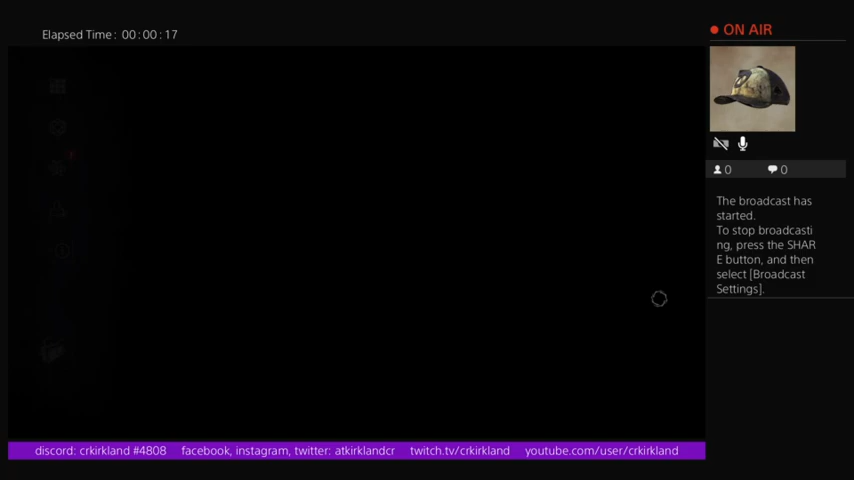 Elapsed Time: 00:00:17
ON AIR
0 0
The broadcast has
started.
To stop broadcasti
ng, press the SHAR
E button, and then
select [Broadcast
Settings].
discord: crkirkland #4808 facebook, instagram, twitter: atkirklandcr twitch.tv/crkirkland youtube.com/user/crkirkland